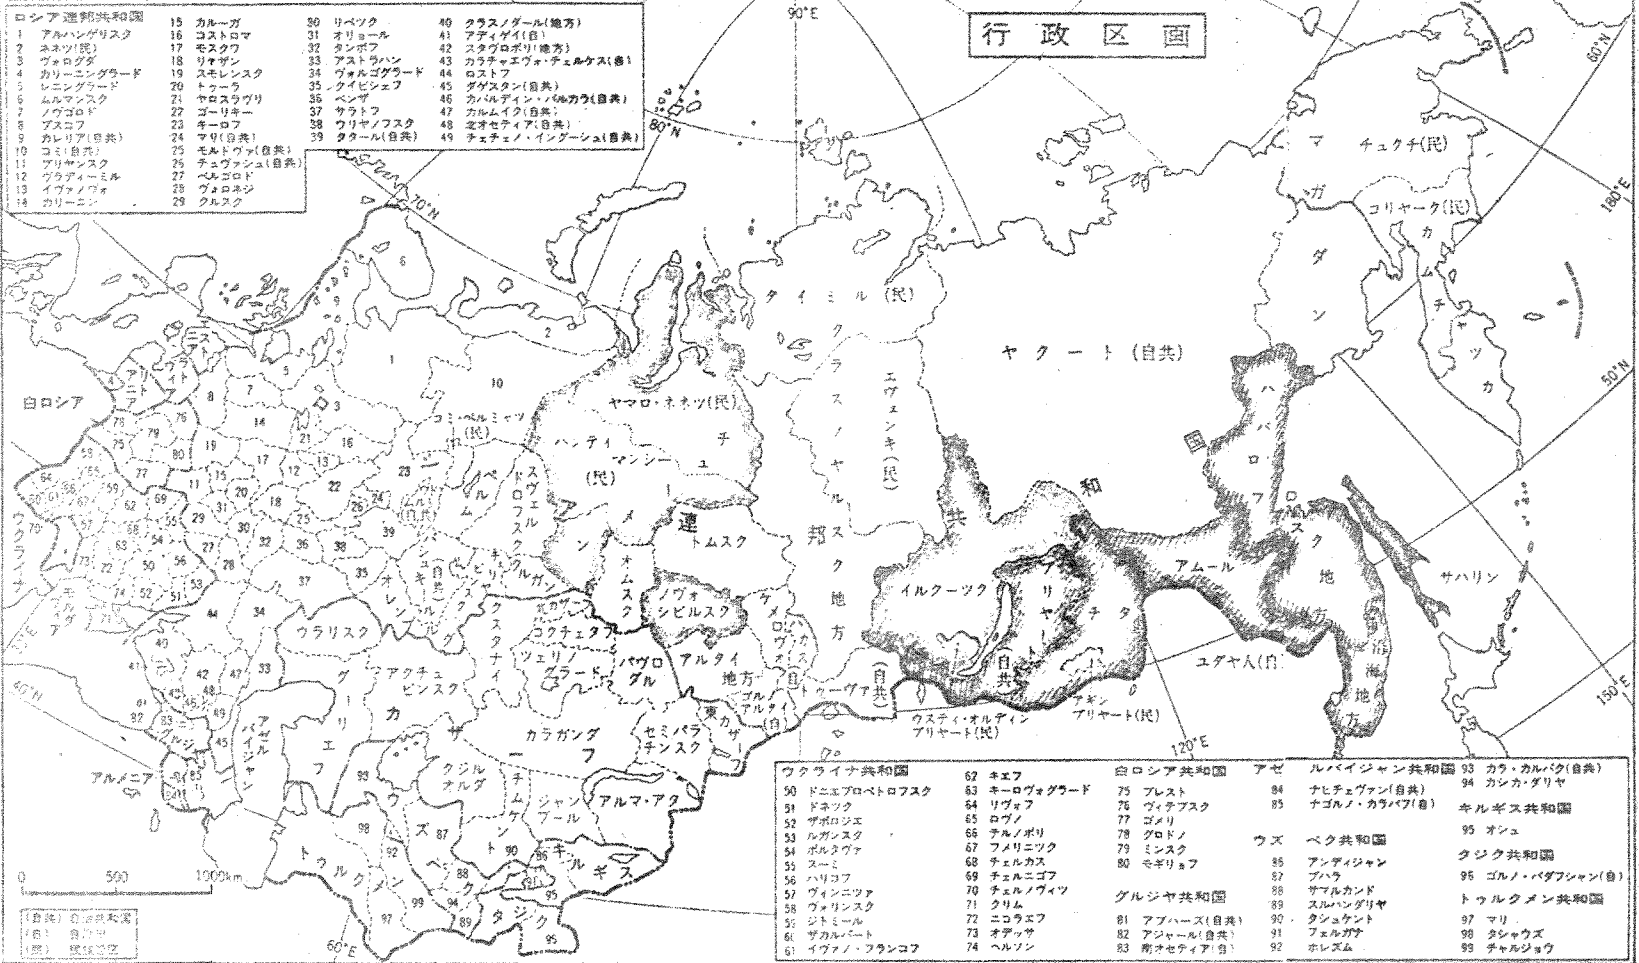 行政区画
ロシア連邦共和国
1 アルハンゲリスク
2 ネネツ(民)
3 ヴォログダ
4 カリーニングラード
5 レニングラード
6 ムルマンスク
7 ノヴゴロド
8 プスコフ
9 カレリア(自共)
10 コミ(自共)
11 ブリヤンスク
12 ヴラディーミル
13 イヴァノヴォ
14 カリーニン
15 カルーガ
16 コストロマ
17 モスクワ
18 リャザン
19 スモレンスク
20 トゥーラ
21 ヤロスラヴリ
22 ゴーリキー
23 キーロフ
24 マリ(自共)
25 モルドヴァ(自共)
26 チュヴァシュ(自共)
27 ベルゴロド
28 ヴォロネジ
29 クルスク
30 リペツク
31 オリョール
32 タンボフ
33 アストラハン
34 ヴォルゴグラード
35 クイビシェフ
36 ペンザ
37 サラトフ
38 ウリヤノフスク
39 タタール(自共)
40 クラスノダール(地方)
41 アディゲイ(自)
42 スタヴロポリ(地方)
43 カラチャエヴォ・チェルケス(自)
44 ロストフ
45 ダゲスタン(自共)
46 カバルディン・バルカラ(自共)
47 カルムイク(自共)
48 北オセティア(自共)
49 チェチェノ・イングーシュ(自共)
90°E
80°N
70°N
60°N
180°E
50°N
150°E
120°E
60°E
40°N
マガダン
チュクチ(民)
コリヤーク(民)
カムチャツカ
タイミル(民)
ヤクート(自共)
エヴェンキ(民)
クラスノヤルスク地方
ヤマロ・ネネツ(民)
ハンティ
マンシー
(民)
チュメン
コミ・ペルミャツ
(民)
白ロシア
ウクライナ
ペルム
スヴェルドロフスク
オムスク
トムスク
ノヴォ
シビルスク
ケメロヴォ
連邦共和国
イルクーツク
ブリヤート(自共)
チタ
アムール
ハバロフスク地方
サハリン
沿海地方
ユダヤ人(自)
アギン
ブリヤート(民)
ウスティ・オルディン
ブリヤート(民)
トゥーヴァ(自共)
アルタイ
地方
ゴルノ
アルタイ
(自)
ウラリスク
アクチュ
ビンスク
グーリエフ
クスタナイ
コクチェタフ
ツェリノ
グラード
パヴロ
ダル
カラガンダ
セミパラ
チンスク
東カザーフ
カザーフ
クジル
オルダ
チムケント
ジャン
ブール
アルマ・アタ
キルギス
タジク
ウズベク
トゥルクメン
アゼルバイジャン
アルメニア
グルジヤ
0 500 1000km
(自共) 自治共和国
(自) 自治州
(民) 民族管区
ウクライナ共和国
50 ドニエプロペトロフスク
51 ドネツク
52 ザポロジエ
53 ルガンスク
54 ポルタヴァ
55 スーミ
56 ハリコフ
57 ヴィンニツァ
58 ヴォリンスク
59 ジトミール
60 ザカルパート
61 イヴァノ・フランコフ
62 キエフ
63 キーロヴォグラード
64 リヴォフ
65 ロヴノ
66 テルノポリ
67 フメリニツク
68 チェルカス
69 チェルニゴフ
70 チェルノヴィツ
71 クリム
72 ニコラエフ
73 オデッサ
74 ヘルソン
白ロシア共和国
75 ブレスト
76 ヴィテブスク
77 ゴメリ
78 グロドノ
79 ミンスク
80 モギリョフ
グルジヤ共和国
81 アブハーズ(自共)
82 アジャール(自共)
83 南オセティア(自)
アゼルバイジャン共和国
84 ナヒチェヴァン(自共)
85 ナゴルノ・カラバフ(自)
ウズベク共和国
86 アンディジャン
87 ブハラ
88 サマルカンド
89 スルハンダリヤ
90 タシュケント
91 フェルガナ
92 ホレズム
93 カラ・カルパク(自共)
94 カシカ・ダリヤ
キルギス共和国
95 オシュ
タジク共和国
96 ゴルノ・バダフシャン(自)
トゥルクメン共和国
97 マリ
98 タシャウズ
99 チャルジョウ